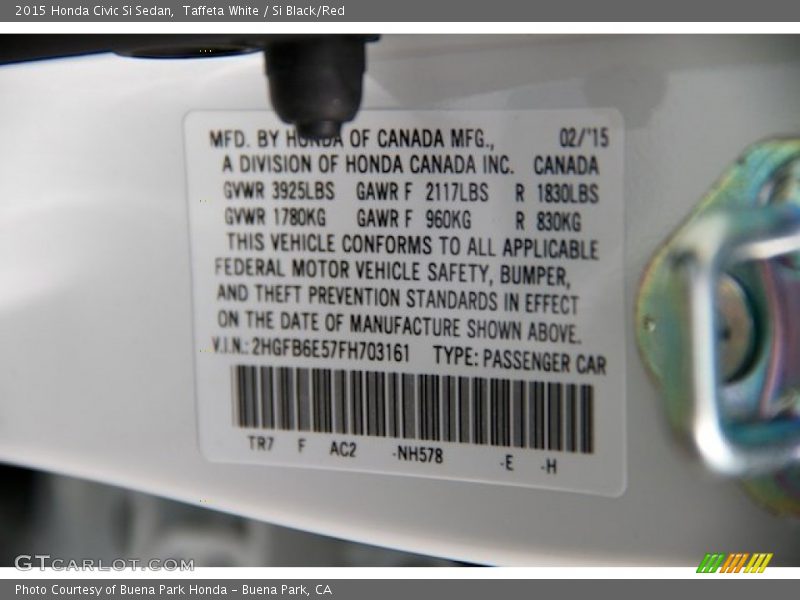 2015 Honda Civic Si Sedan,  Taffeta White / Si Black/Red
MFD. BY HONDA OF CANADA MFG., 02/'15
A DIVISION OF HONDA CANADA INC. CANADA
GVWR 3925LBS GAWR F 2117LBS R 1830LBS
GVWR 1780KG GAWR F 960KG R 830KG
THIS VEHICLE CONFORMS TO ALL APPLICABLE
FEDERAL MOTOR VEHICLE SAFETY, BUMPER,
AND THEFT PREVENTION STANDARDS IN EFFECT
ON THE DATE OF MANUFACTURE SHOWN ABOVE.
V.I.N.: 2HGFB6E57FH703161 TYPE: PASSENGER CAR
TR7 F AC2 -NH578 -E -H
GTCARLOT.COM
Photo Courtesy of Buena Park Honda – Buena Park, CA